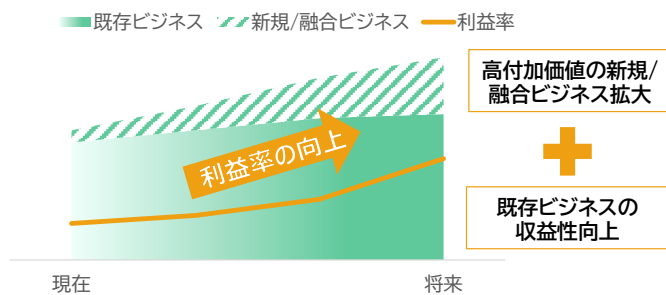 既存ビジネス 新規/融合ビジネス 利益率
高付加価値の新規/
融合ビジネス拡大
利益率の向上
既存ビジネスの
収益性向上
現在 将来